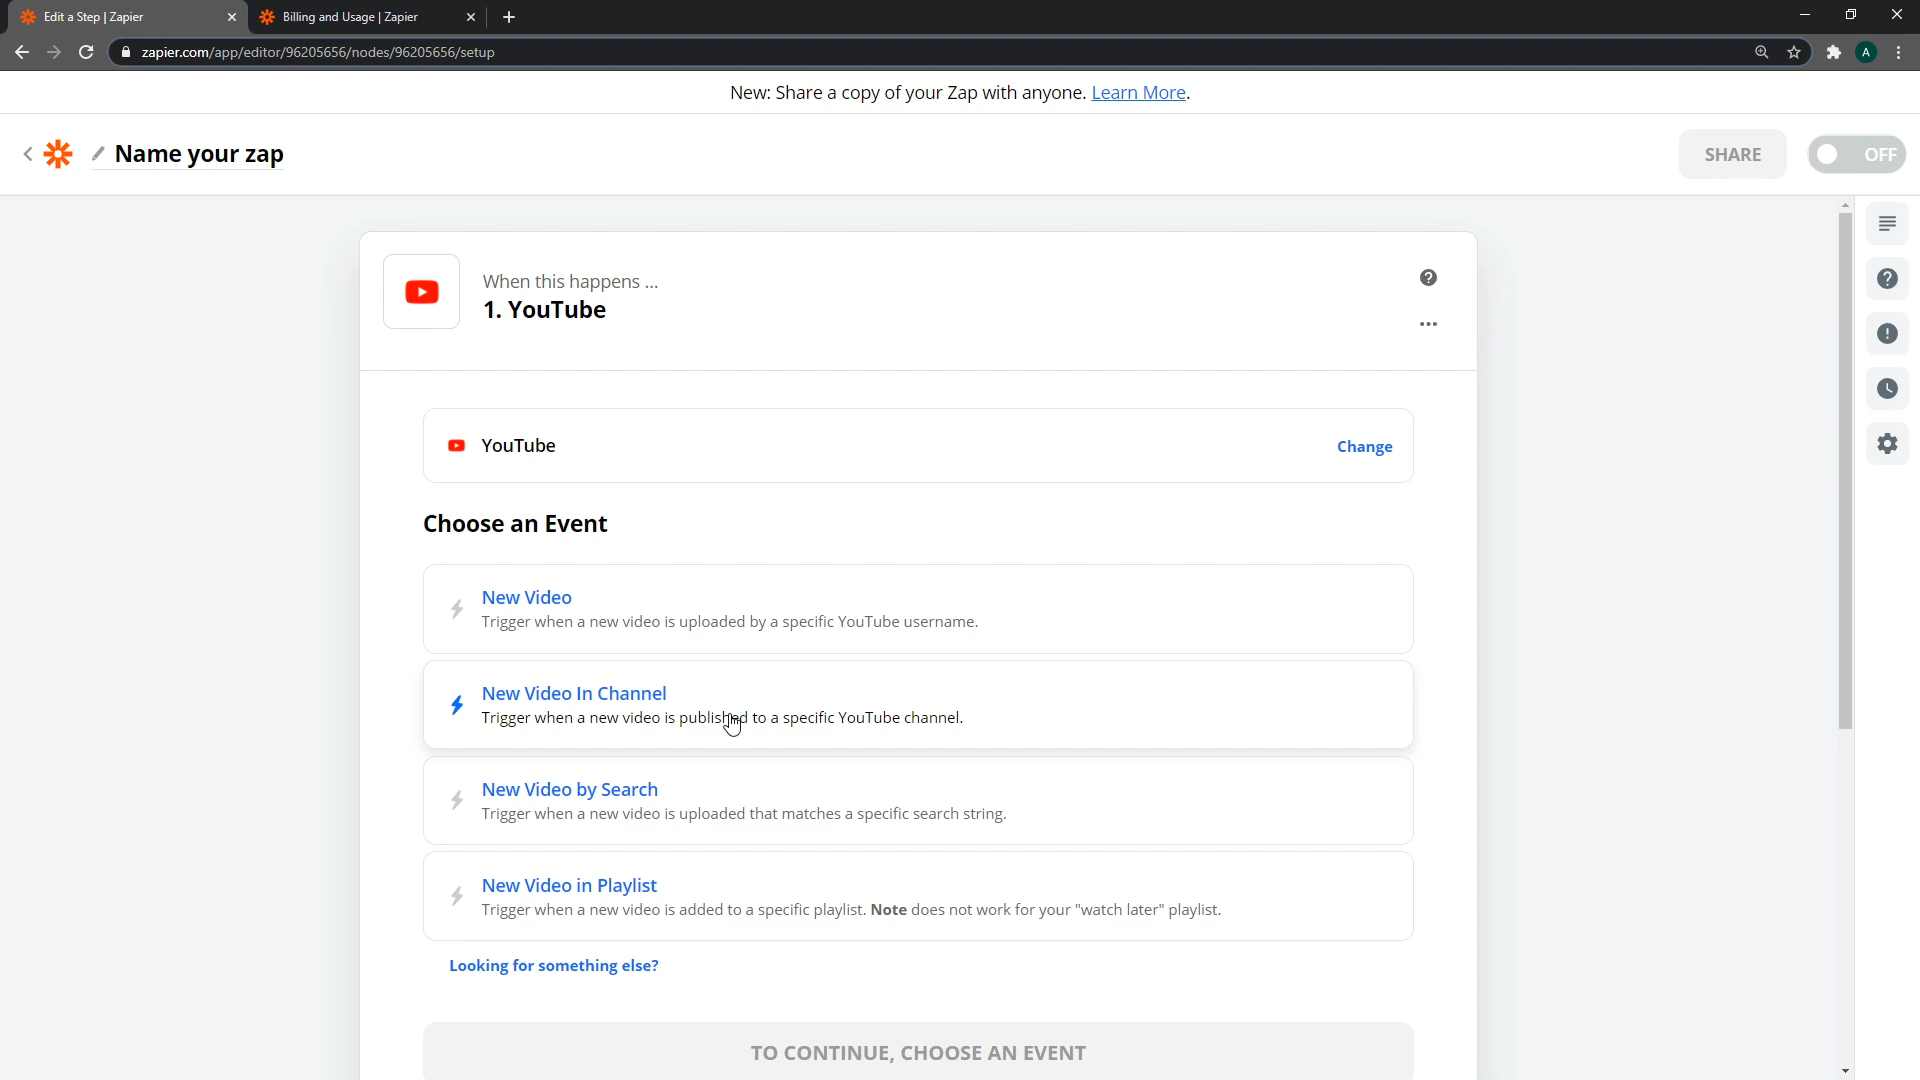 Edit a Step | Zapier
Billing and Usage | Zapier
zapier.com/app/editor/96205656/nodes/96205656/setup
A
New: Share a copy of your Zap with anyone. Learn More.
Name your zap
SHARE
OFF
When this happens ...
1. YouTube
YouTube
Change
Choose an Event
New Video
Trigger when a new video is uploaded by a specific YouTube username.
New Video In Channel
Trigger when a new video is published to a specific YouTube channel.
New Video by Search
Trigger when a new video is uploaded that matches a specific search string.
New Video in Playlist
Trigger when a new video is added to a specific playlist. Note does not work for your "watch later" playlist.
Looking for something else?
TO CONTINUE, CHOOSE AN EVENT